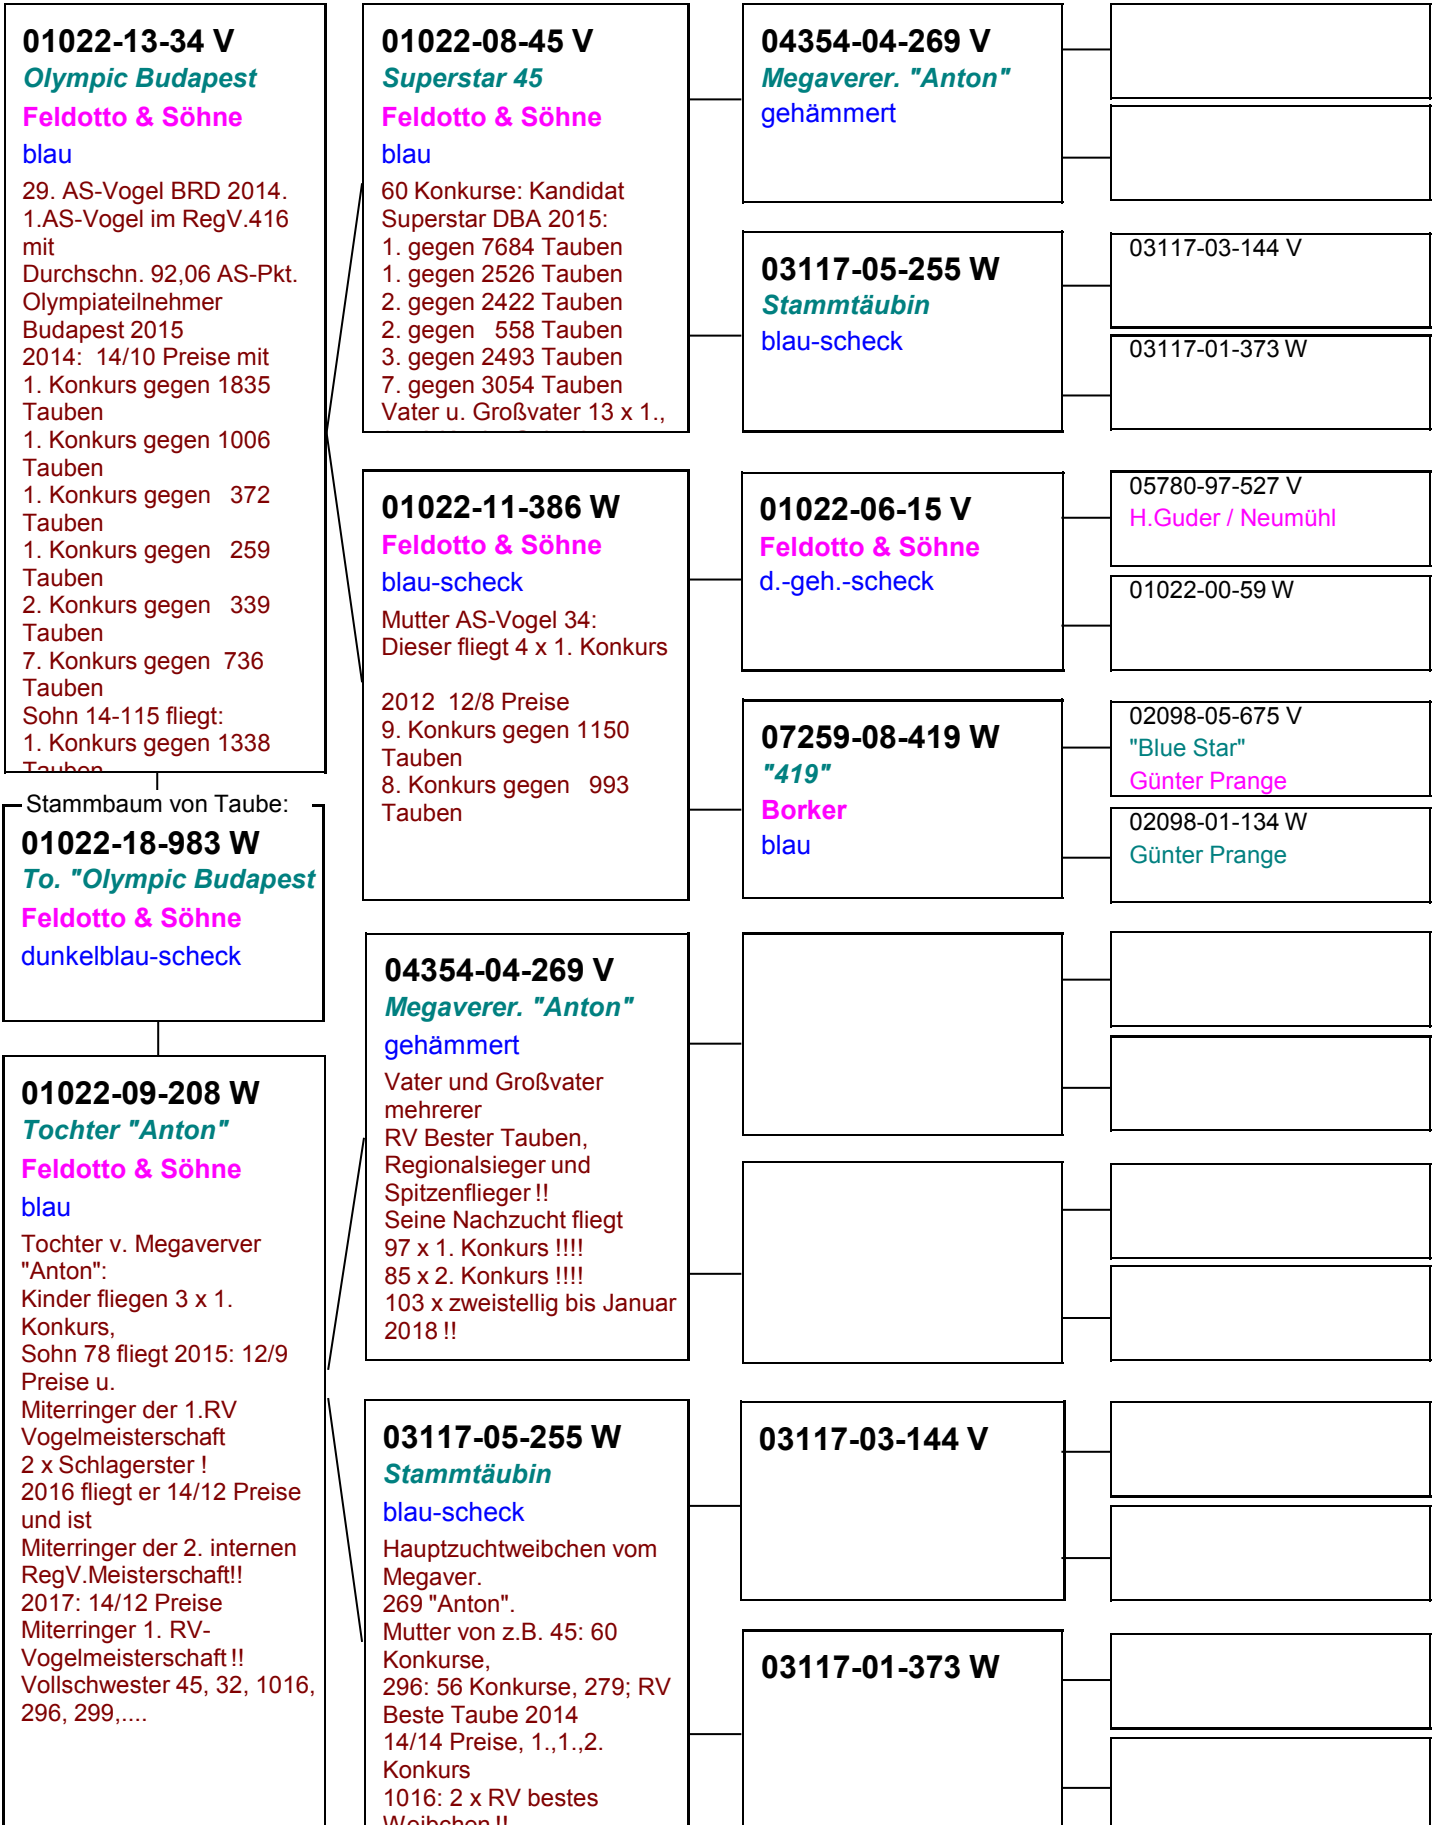 01022-13-34 V
Olympic Budapest
Feldotto & Söhne
blau
29. AS-Vogel BRD 2014.
1.AS-Vogel im RegV.416
mit
Durchschn. 92,06 AS-Pkt.
Olympiateilnehmer
Budapest 2015
2014: 14/10 Preise mit
1. Konkurs gegen 1835
Tauben
1. Konkurs gegen 1006
Tauben
1. Konkurs gegen 372
Tauben
1. Konkurs gegen 259
Tauben
2. Konkurs gegen 339
Tauben
7. Konkurs gegen 736
Tauben
Sohn 14-115 fliegt:
1. Konkurs gegen 1338
Tauben
Stammbaum von Taube:
01022-18-983 W
To. "Olympic Budapest
Feldotto & Söhne
dunkelblau-scheck
01022-09-208 W
Tochter "Anton"
Feldotto & Söhne
blau
Tochter v. Megaverver
"Anton":
Kinder fliegen 3 x 1.
Konkurs,
Sohn 78 fliegt 2015: 12/9
Preise u.
Miterringer der 1.RV
Vogelmeisterschaft
2 x Schlagerster !
2016 fliegt er 14/12 Preise
und ist
Miterringer der 2. internen
RegV.Meisterschaft!!
2017: 14/12 Preise
Miterringer 1. RV-
Vogelmeisterschaft !!
Vollschwester 45, 32, 1016,
296, 299,....
01022-08-45 V
Superstar 45
Feldotto & Söhne
blau
60 Konkurse: Kandidat
Superstar DBA 2015:
1. gegen 7684 Tauben
1. gegen 2526 Tauben
2. gegen 2422 Tauben
2. gegen 558 Tauben
3. gegen 2493 Tauben
7. gegen 3054 Tauben
Vater u. Großvater 13 x 1.,
01022-11-386 W
Feldotto & Söhne
blau-scheck
Mutter AS-Vogel 34:
Dieser fliegt 4 x 1. Konkurs
2012 12/8 Preise
9. Konkurs gegen 1150
Tauben
8. Konkurs gegen 993
Tauben
04354-04-269 V
Megaverer. "Anton"
gehämmert
Vater und Großvater
mehrerer
RV Bester Tauben,
Regionalsieger und
Spitzenflieger !!
Seine Nachzucht fliegt
97 x 1. Konkurs !!!!
85 x 2. Konkurs !!!!
103 x zweistellig bis Januar
2018 !!
03117-05-255 W
Stammtäubin
blau-scheck
Hauptzuchtweibchen vom
Megaver.
269 "Anton".
Mutter von z.B. 45: 60
Konkurse,
296: 56 Konkurse, 279; RV
Beste Taube 2014
14/14 Preise, 1.,1.,2.
Konkurs
1016: 2 x RV bestes
Weibchen !!
04354-04-269 V
Megaverer. "Anton"
gehämmert
03117-05-255 W
Stammtäubin
blau-scheck
01022-06-15 V
Feldotto & Söhne
d.-geh.-scheck
07259-08-419 W
"419"
Borker
blau
03117-03-144 V
03117-01-373 W
03117-03-144 V
03117-01-373 W
05780-97-527 V
H.Guder / Neumühl
01022-00-59 W
02098-05-675 V
"Blue Star"
Günter Prange
02098-01-134 W
Günter Prange